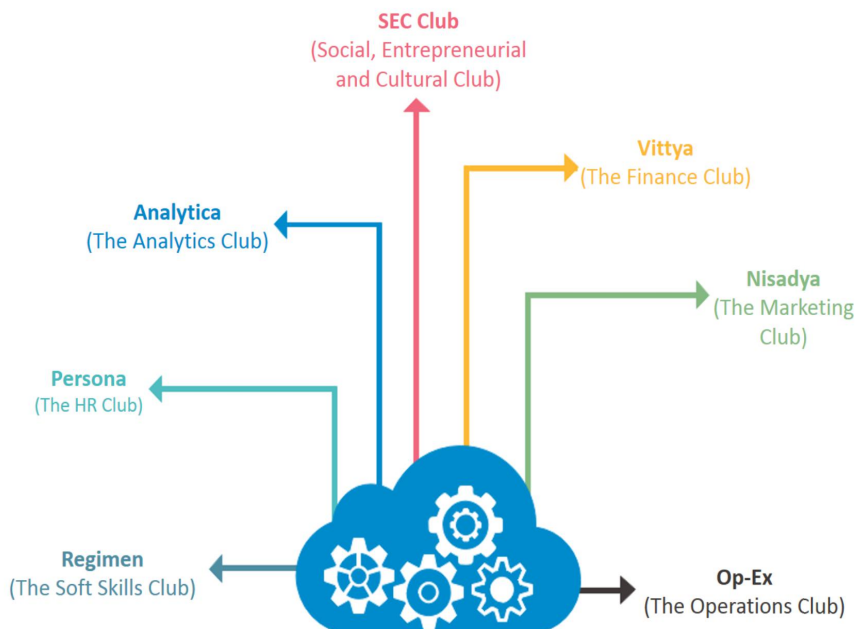 SEC Club
(Social, Entrepreneurial
and Cultural Club)
Vittya
(The Finance Club)
Analytica
(The Analytics Club)
Nisadya
(The Marketing
Club)
Persona
(The HR Club)
Regimen
(The Soft Skills Club)
Op-Ex
(The Operations Club)